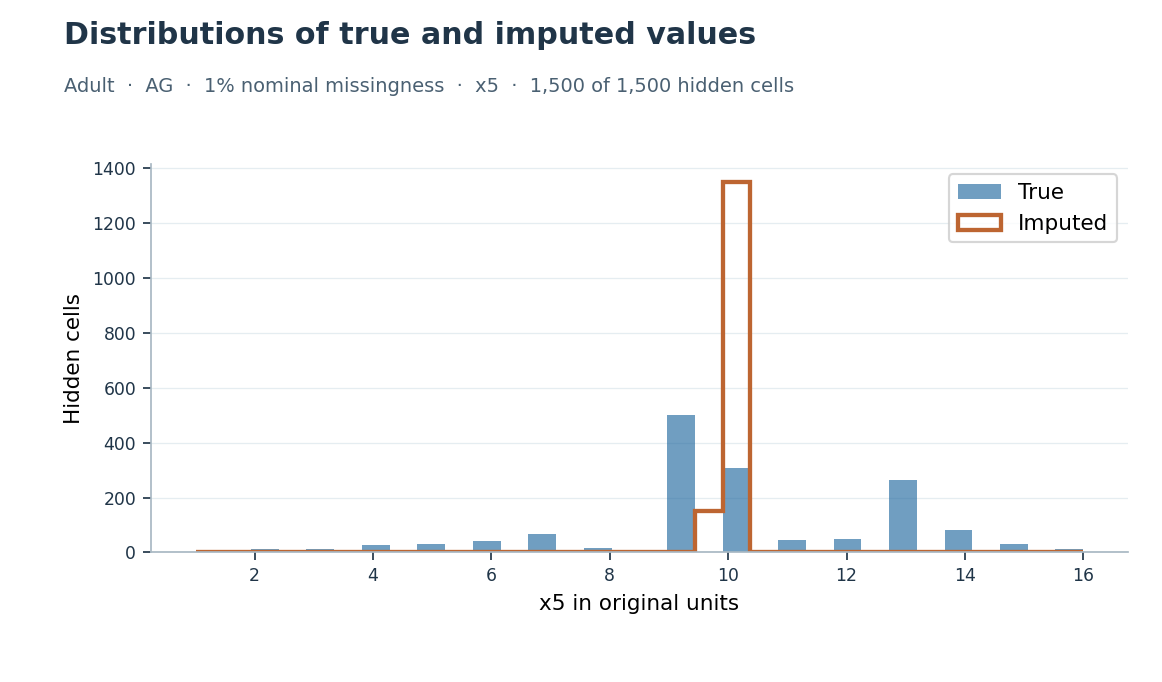 Distributions of true and imputed values
Adult · AG · 1% nominal missingness · x5 · 1,500 of 1,500 hidden cells
1400
1200
1000
800
600
400
200
0
Hidden cells
True
Imputed
2 4 6 8 10 12 14 16
x5 in original units